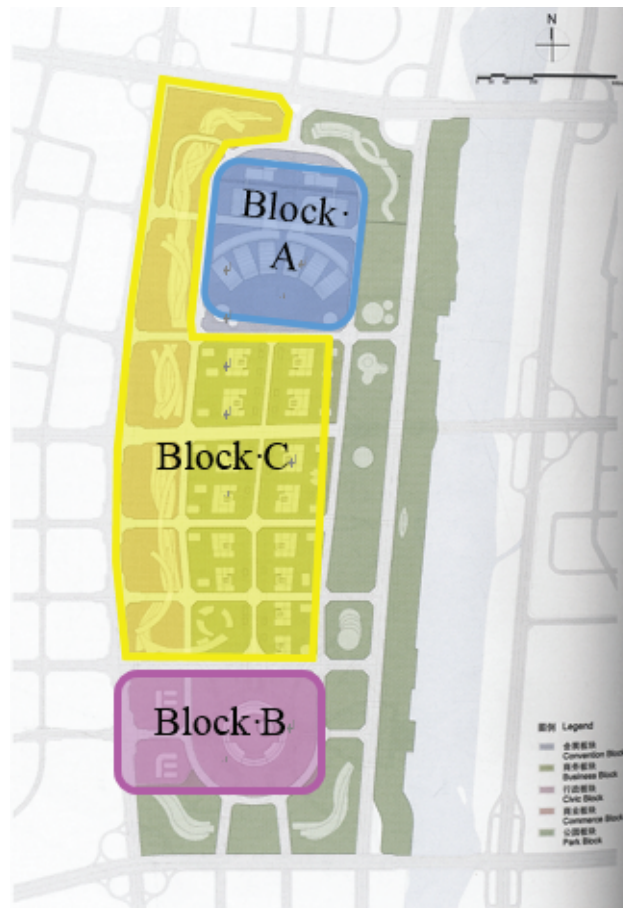 N
Block·
A
Block·C
Block·B
图例 Legend
会展板块
Convention Block
商务板块
Business Block
行政板块
Civic Block
商业板块
Commerce Block
公园板块
Park Block